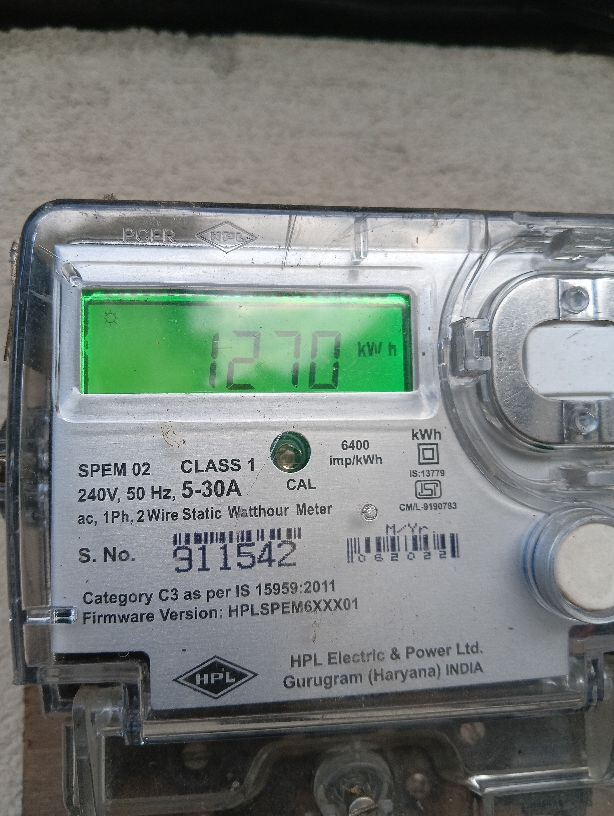 PCER HPL
1270 kWh
6400
imp/kWh
kWh
IS:13779
CM/L-9190783
SPEM 02 CLASS 1
240V, 50 Hz, 5-30A
CAL
ac, 1Ph, 2 Wire Static Watthour Meter
S. No. 911542
M/Yr
062022
Category C3 as per IS 15959:2011
Firmware Version: HPLSPEM6XXX01
HPL
HPL Electric & Power Ltd.
Gurugram (Haryana) INDIA